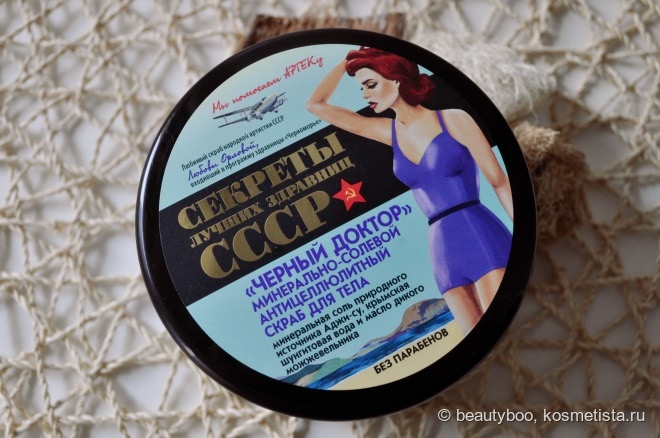 Мы помогаем АРТЕКу
Любимый скраб народной артистки СССР
Любови Орловой,
входивший в программу здравницы «Черноморье»
СЕКРЕТЫ
ЛУЧШИХ ЗДРАВНИЦ
СССР
«ЧЕРНЫЙ ДОКТОР»
МИНЕРАЛЬНО-СОЛЕВОЙ
АНТИЦЕЛЛЮЛИТНЫЙ
СКРАБ ДЛЯ ТЕЛА
минеральная соль природного
источника Аджи-су, крымская
шунгитовая вода и масло дикого
можжевельника
БЕЗ ПАРАБЕНОВ
© beautyboo, kosmetista.ru